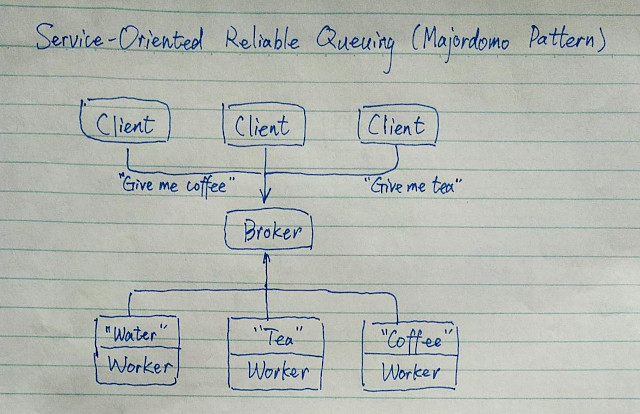 Service-Oriented Reliable Queuing (Majordomo Pattern)
Client Client Client
"Give me coffee" "Give me tea"
Broker
"Water" "Tea" "Coffee"
Worker Worker Worker